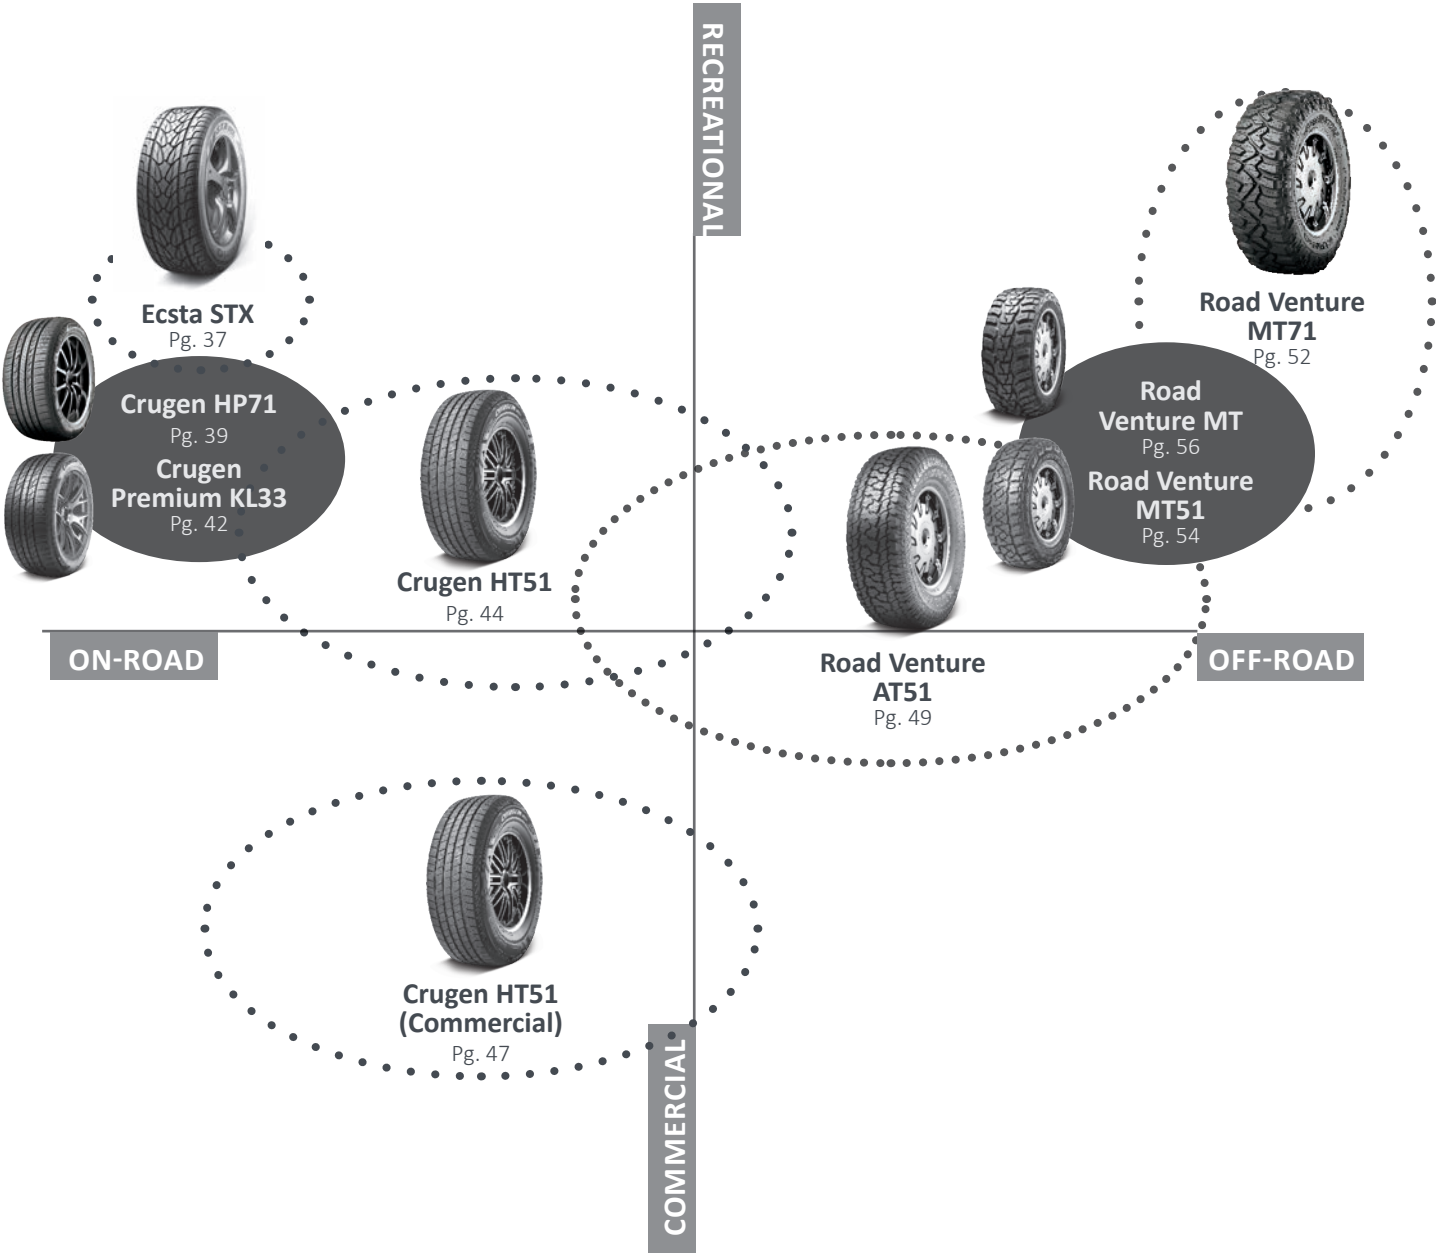 RECREATIONAL
Ecsta STX
Pg. 37
Road Venture
MT71
Pg. 52
Crugen HP71
Pg. 39
Crugen
Premium KL33
Pg. 42
Road
Venture MT
Pg. 56
Road Venture
MT51
Pg. 54
Crugen HT51
Pg. 44
ON-ROAD
OFF-ROAD
Road Venture
AT51
Pg. 49
Crugen HT51
(Commercial)
Pg. 47
COMMERCIAL